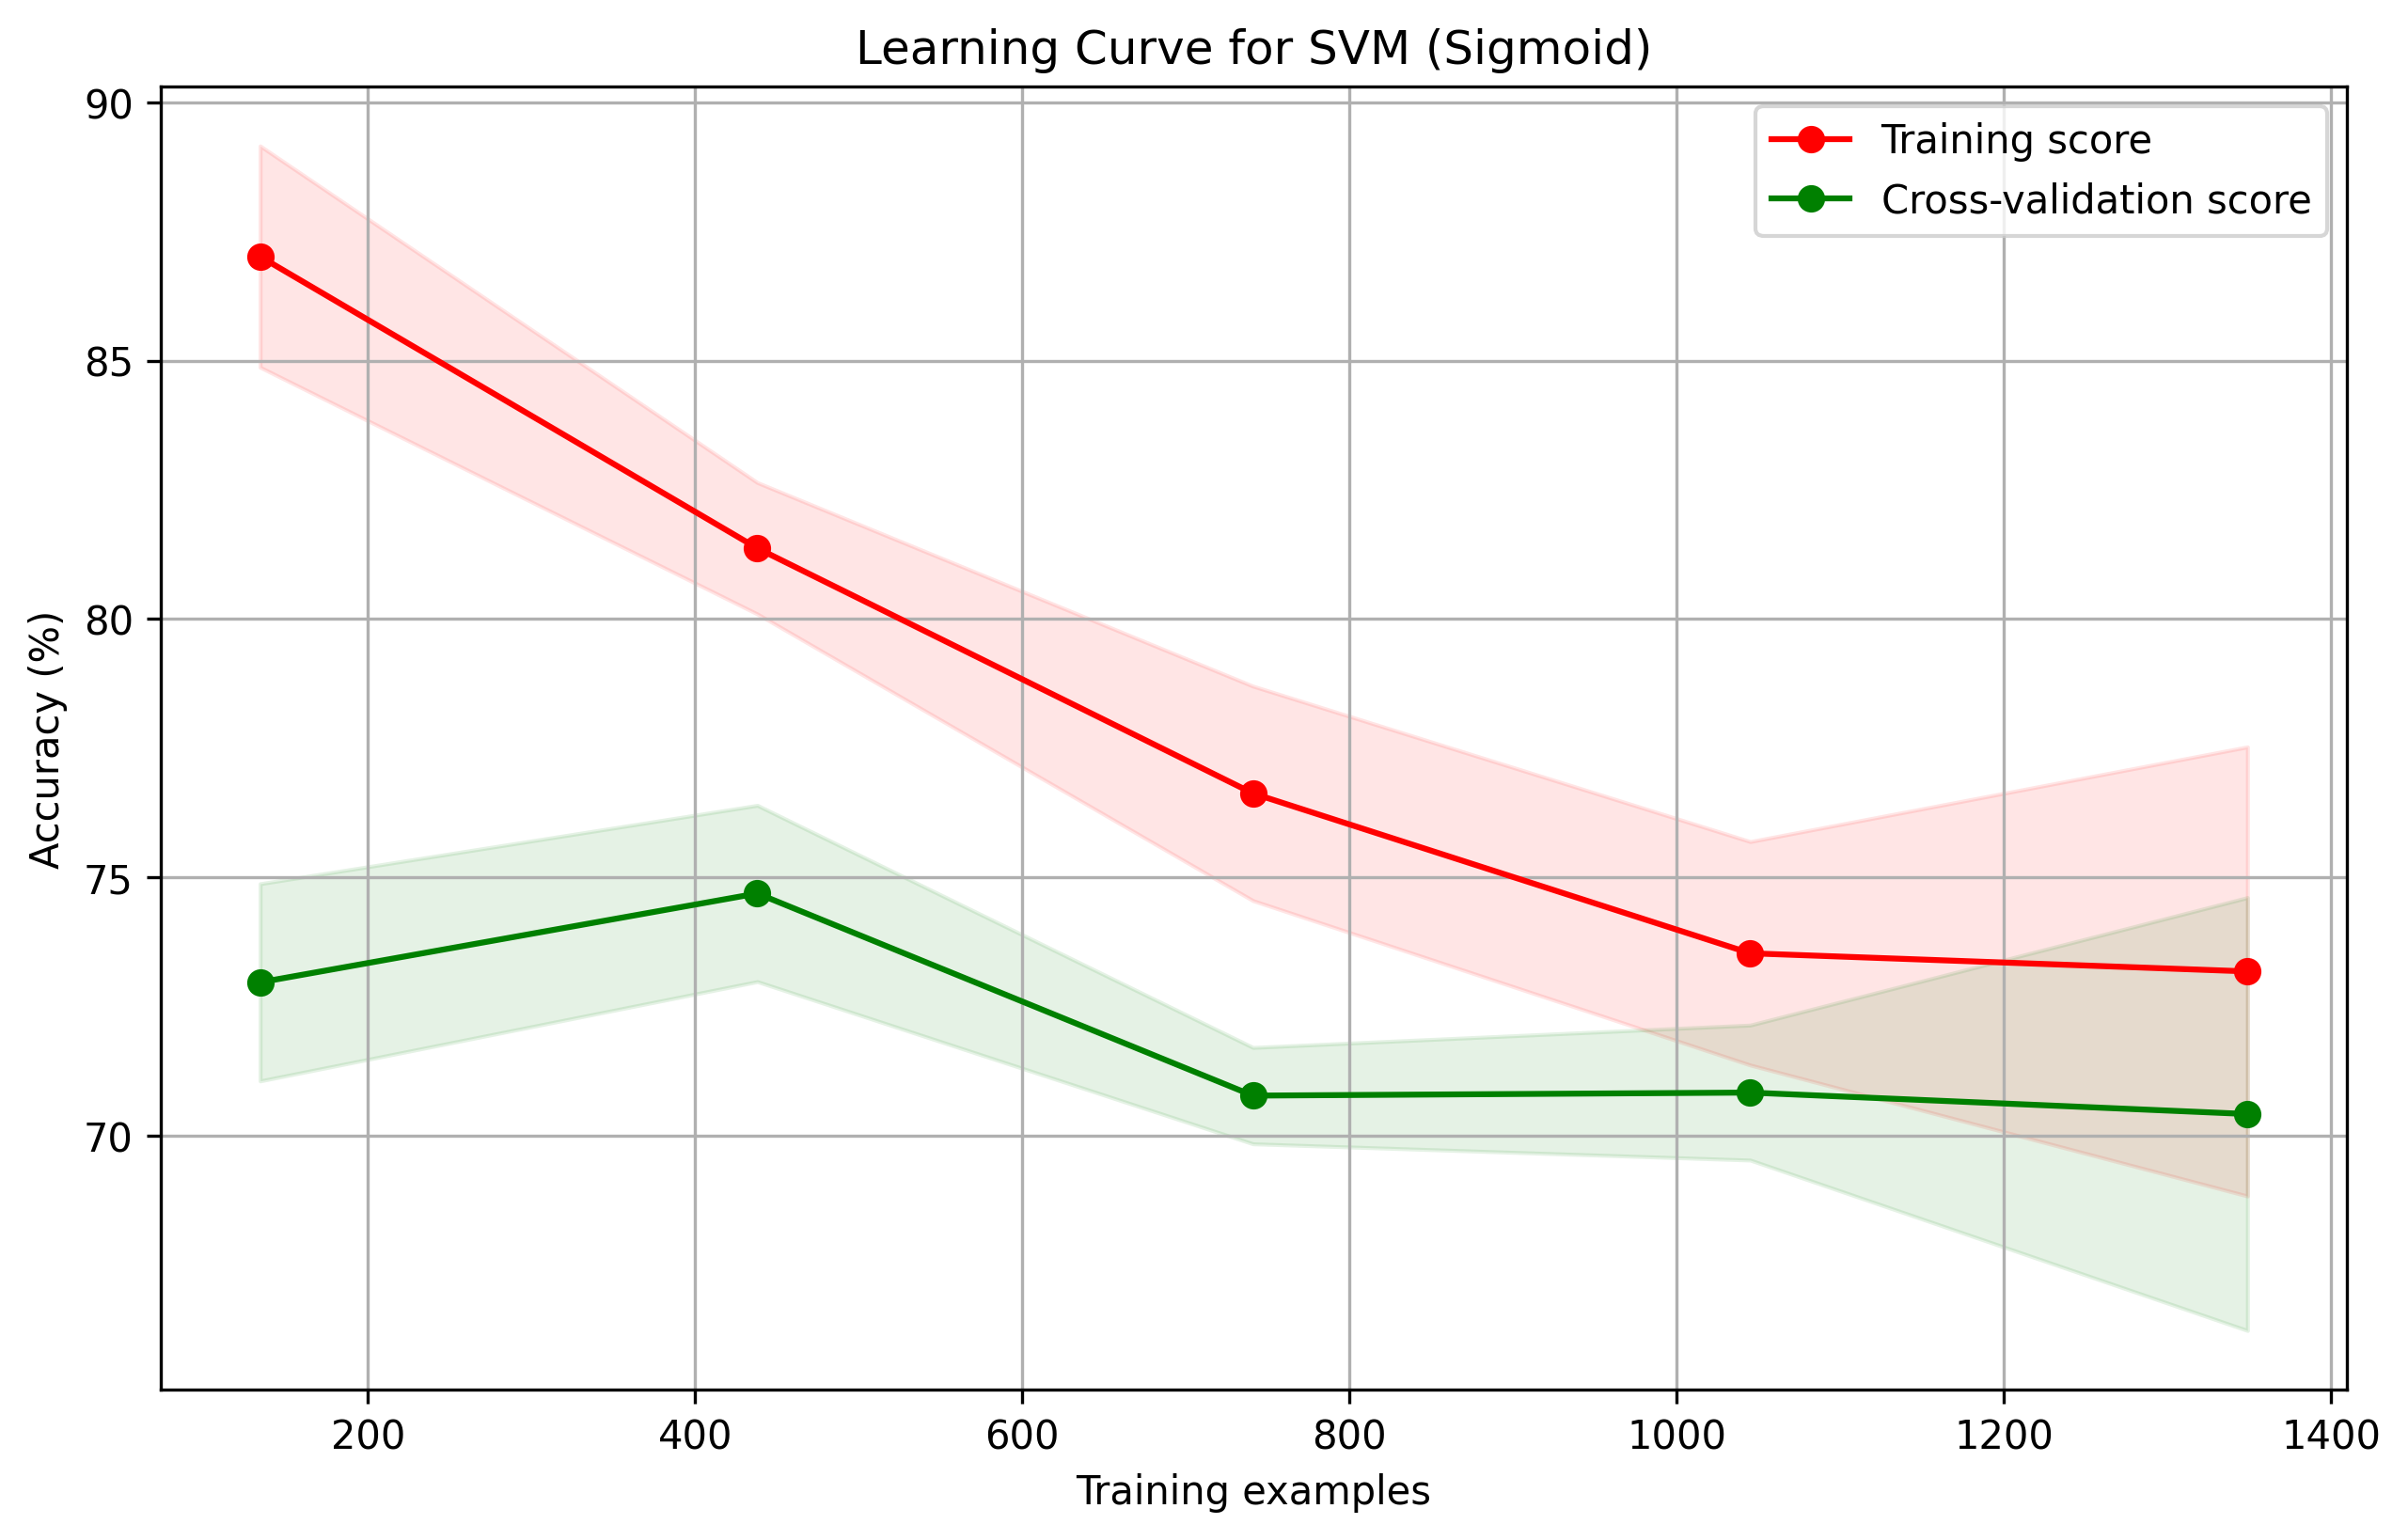 Learning Curve for SVM (Sigmoid)
Training score
Cross-validation score
Accuracy (%)
90
85
80
75
70
200 400 600 800 1000 1200 1400
Training examples